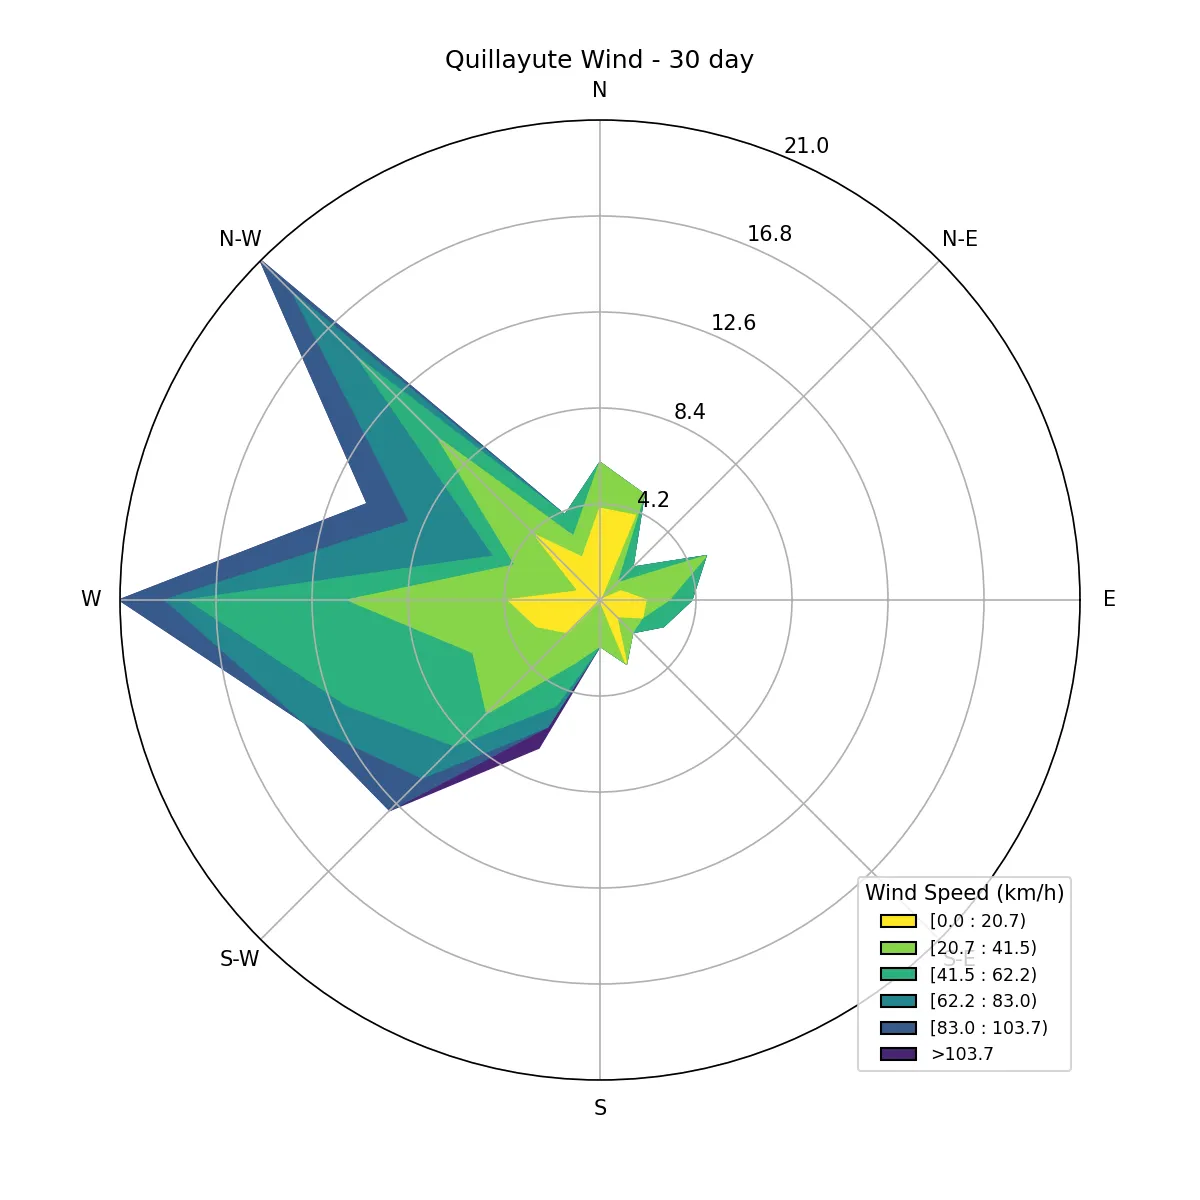 Quillayute Wind - 30 day
N
21.0
16.8
N-W
N-E
12.6
8.4
4.2
W
E
S-W
S-E
Wind Speed (km/h)
[0.0 : 20.7)
[20.7 : 41.5)
[41.5 : 62.2)
[62.2 : 83.0)
[83.0 : 103.7)
>103.7
S